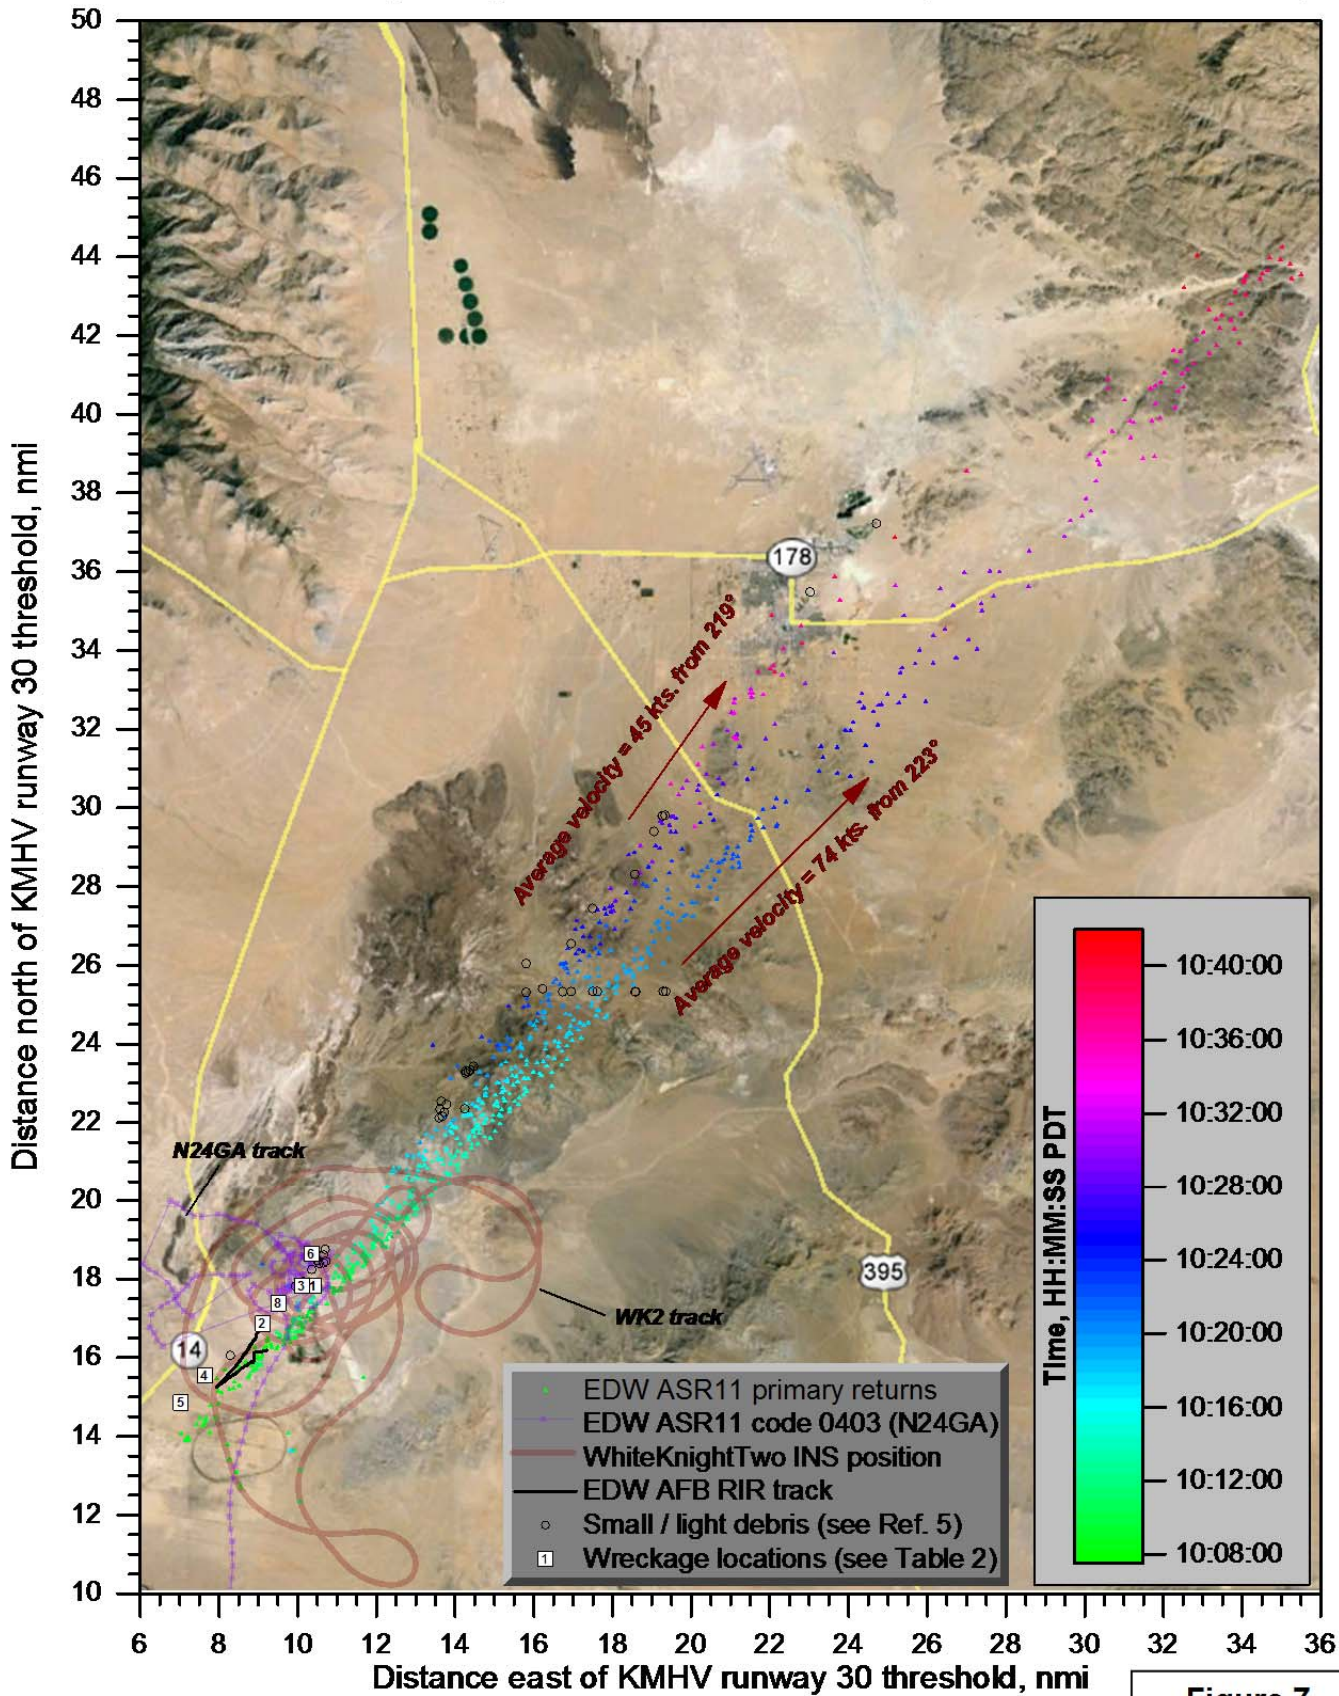 50
48
46
44
42
40
38
36
34
32
30
28
26
24
22
20
18
16
14
12
10
Distance north of KMHV runway 30 threshold, nmi
178
Average velocity = 45 kts. from 219°
Average velocity = 74 kts. from 223°
N24GA track
WK2 track
395
14
6
3
1
8
2
4
5
EDW ASR11 primary returns
EDW ASR11 code 0403 (N24GA)
WhiteKnightTwo INS position
EDW AFB RIR track
Small / light debris (see Ref. 5)
1 Wreckage locations (see Table 2)
Time, HH:MM:SS PDT
10:40:00
10:36:00
10:32:00
10:28:00
10:24:00
10:20:00
10:16:00
10:12:00
10:08:00
6 8 10 12 14 16 18 20 22 24 26 28 30 32 34 36
Distance east of KMHV runway 30 threshold, nmi
Figure 7